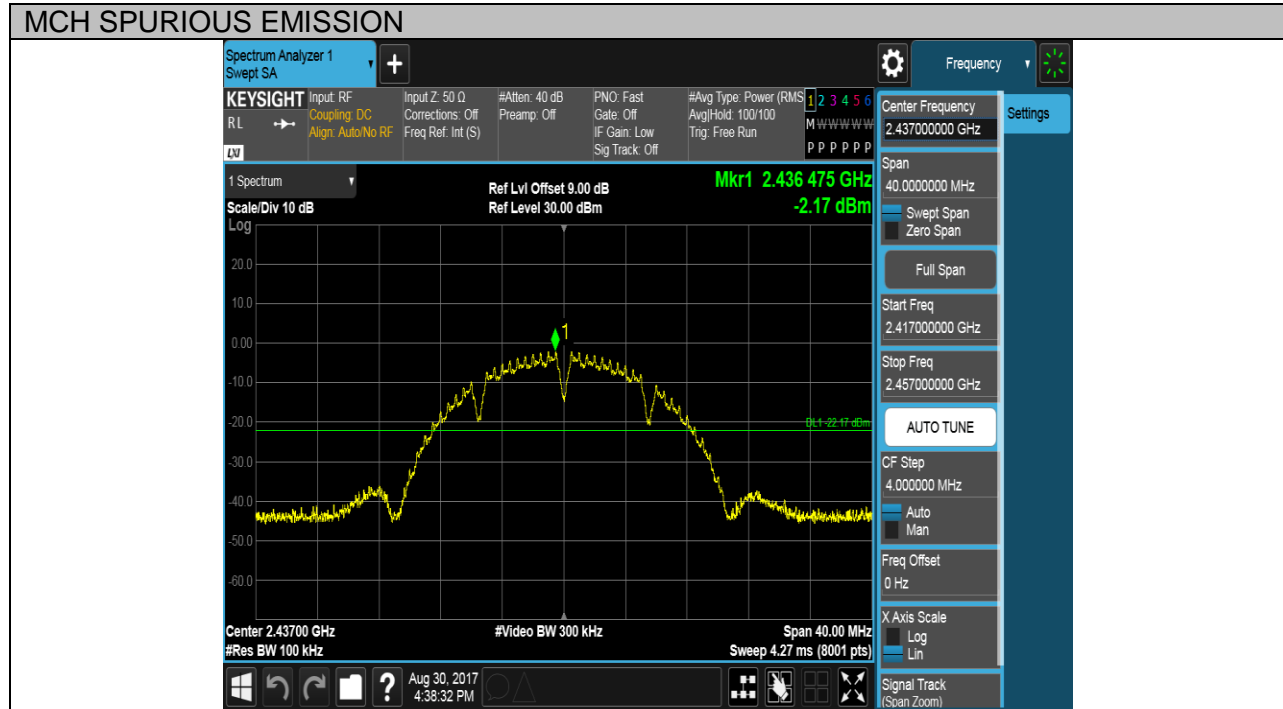 MCH SPURIOUS EMISSION
Spectrum Analyzer 1
Swept SA
+
Frequency
KEYSIGHT
RL
LXI
Input: RF
Coupling: DC
Align: Auto/No RF
Input Z: 50 Ω
Corrections: Off
Freq Ref: Int (S)
#Atten: 40 dB
Preamp: Off
PNO: Fast
Gate: Off
IF Gain: Low
Sig Track: Off
#Avg Type: Power (RMS
Avg|Hold: 100/100
Trig: Free Run
1 2 3 4 5 6
M W W W W W
P P P P P P
1 Spectrum
Scale/Div 10 dB
Ref Lvl Offset 9.00 dB
Ref Level 30.00 dBm
Mkr1 2.436 475 GHz
-2.17 dBm
Log
20.0
10.0
0.00
-10.0
-20.0
-30.0
-40.0
-50.0
-60.0
1
DL1 -22.17 dBm
Center 2.43700 GHz
#Res BW 100 kHz
#Video BW 300 kHz
Span 40.00 MHz
Sweep 4.27 ms (8001 pts)
?
Aug 30, 2017
4:38:32 PM
Center Frequency
2.437000000 GHz
Settings
Span
40.0000000 MHz
Swept Span
Zero Span
Full Span
Start Freq
2.417000000 GHz
Stop Freq
2.457000000 GHz
AUTO TUNE
CF Step
4.000000 MHz
Auto
Man
Freq Offset
0 Hz
X Axis Scale
Log
Lin
Signal Track
(Span Zoom)